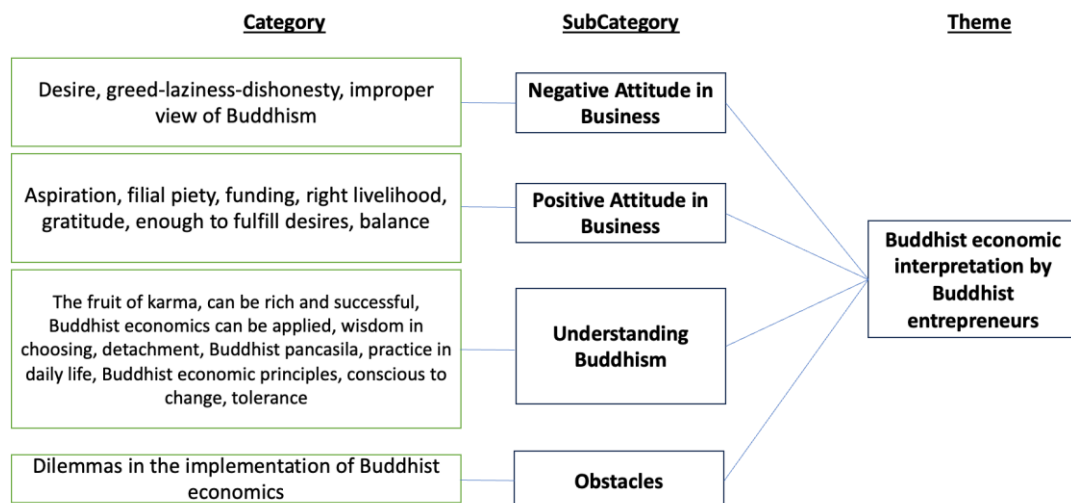 Category
SubCategory
Theme
Desire, greed-laziness-dishonesty, improper
view of Buddhism
Negative Attitude in
Business
Aspiration, filial piety, funding, right livelihood,
gratitude, enough to fulfill desires, balance
Positive Attitude in
Business
The fruit of karma, can be rich and successful,
Buddhist economics can be applied, wisdom in
choosing, detachment, Buddhist pancasila, practice in
daily life, Buddhist economic principles, conscious to
change, tolerance
Understanding
Buddhism
Dilemmas in the implementation of Buddhist
economics
Obstacles
Buddhist economic
interpretation by
Buddhist
entrepreneurs